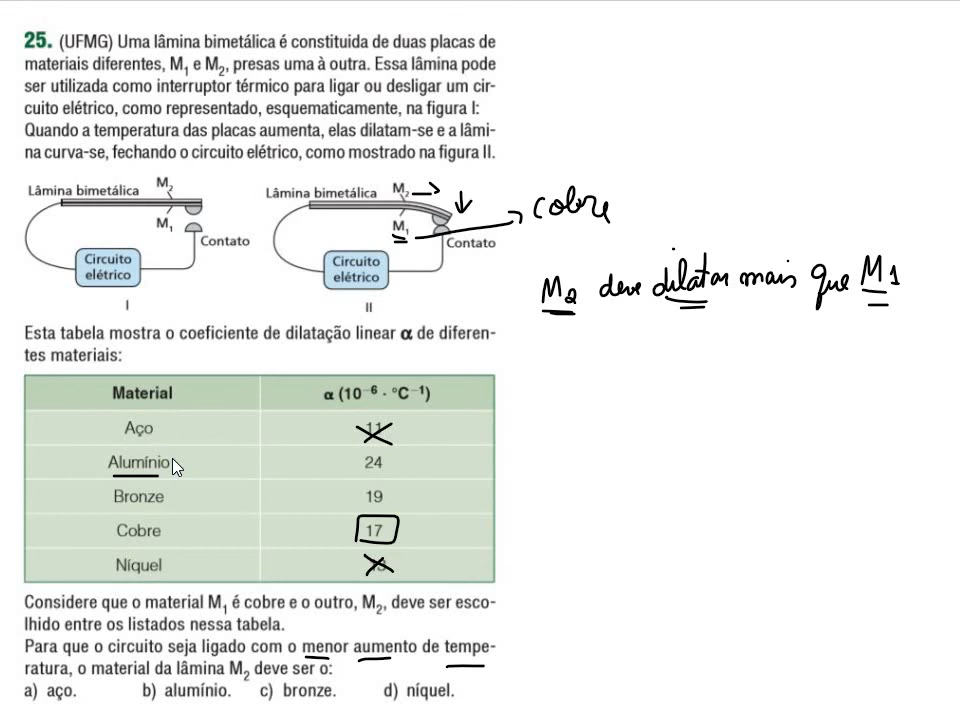 25. (UFMG) Uma lâmina bimetálica é constituida de duas placas de
materiais diferentes, M₁ e M₂, presas uma à outra. Essa lâmina pode
ser utilizada como interruptor térmico para ligar ou desligar um cir-
cuito elétrico, como representado, esquematicamente, na figura I:
Quando a temperatura das placas aumenta, elas dilatam-se e a lâmi-
na curva-se, fechando o circuito elétrico, como mostrado na figura II.
Lâmina bimetálica M₂
M₁
Contato
Circuito
elétrico
I
Lâmina bimetálica M₂
M₁
Contato
Circuito
elétrico
II
cobre
M2 deve dilatar mais que M1
Esta tabela mostra o coeficiente de dilatação linear α de diferen-
tes materiais:
Material α (10⁻⁶ · °C⁻¹)
Aço 11
Alumínio 24
Bronze 19
Cobre 17
Níquel
Considere que o material M₁ é cobre e o outro, M₂, deve ser esco-
lhido entre os listados nessa tabela.
Para que o circuito seja ligado com o menor aumento de tempe-
ratura, o material da lâmina M₂ deve ser o:
a) aço. b) alumínio. c) bronze. d) níquel.